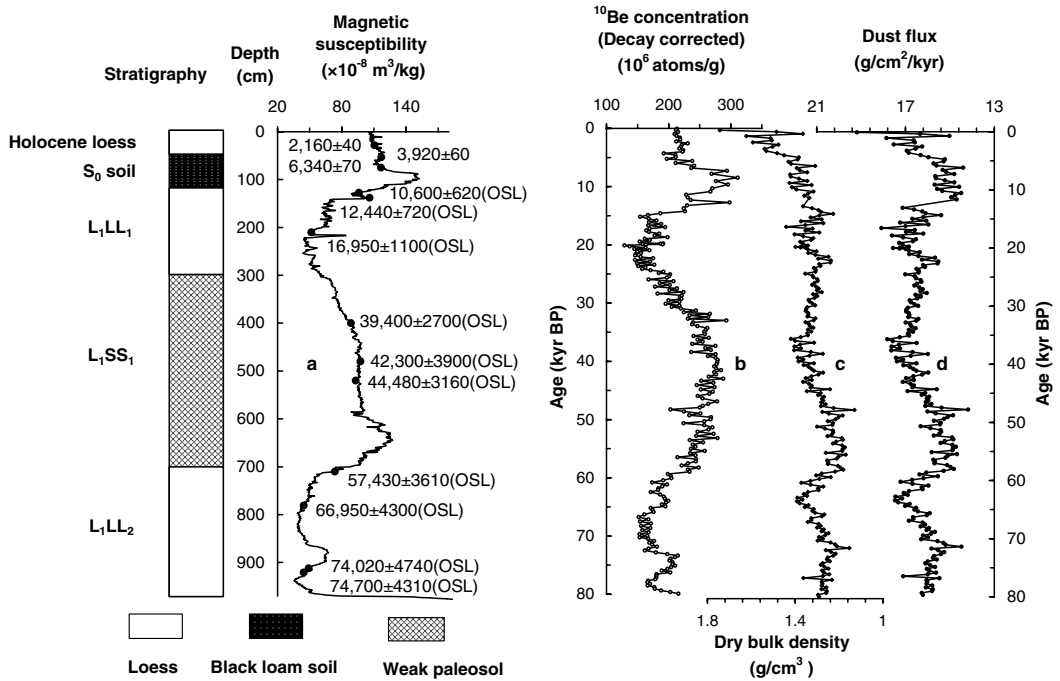 Stratigraphy
Depth
(cm)
Magnetic
susceptibility
(×10⁻⁸ m³/kg)
20 80 140
¹⁰Be concentration
(Decay corrected)
(10⁶ atoms/g)
100 200 300
Dust flux
(g/cm²/kyr)
21 17 13
Holocene loess
S₀ soil
L₁LL₁
L₁SS₁
L₁LL₂
0
100
200
300
400
500
600
700
800
900
2,160±40
3,920±60
6,340±70
10,600±620(OSL)
12,440±720(OSL)
16,950±1100(OSL)
39,400±2700(OSL)
42,300±3900(OSL)
44,480±3160(OSL)
57,430±3610(OSL)
66,950±4300(OSL)
74,020±4740(OSL)
74,700±4310(OSL)
a
Age (kyr BP)
0
10
20
30
40
50
60
70
80
b
c
d
0
10
20
30
40
50
60
70
80
Age (kyr BP)
1.8 1.4 1
Dry bulk density
(g/cm³ )
Loess
Black loam soil
Weak paleosol